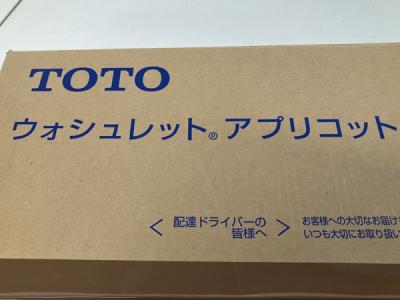 TOTO
ウォシュレット®アプリコット
< 配達ドライバーの
皆様へ >
お客様への大切なお届け
いつも大切にお取り扱い